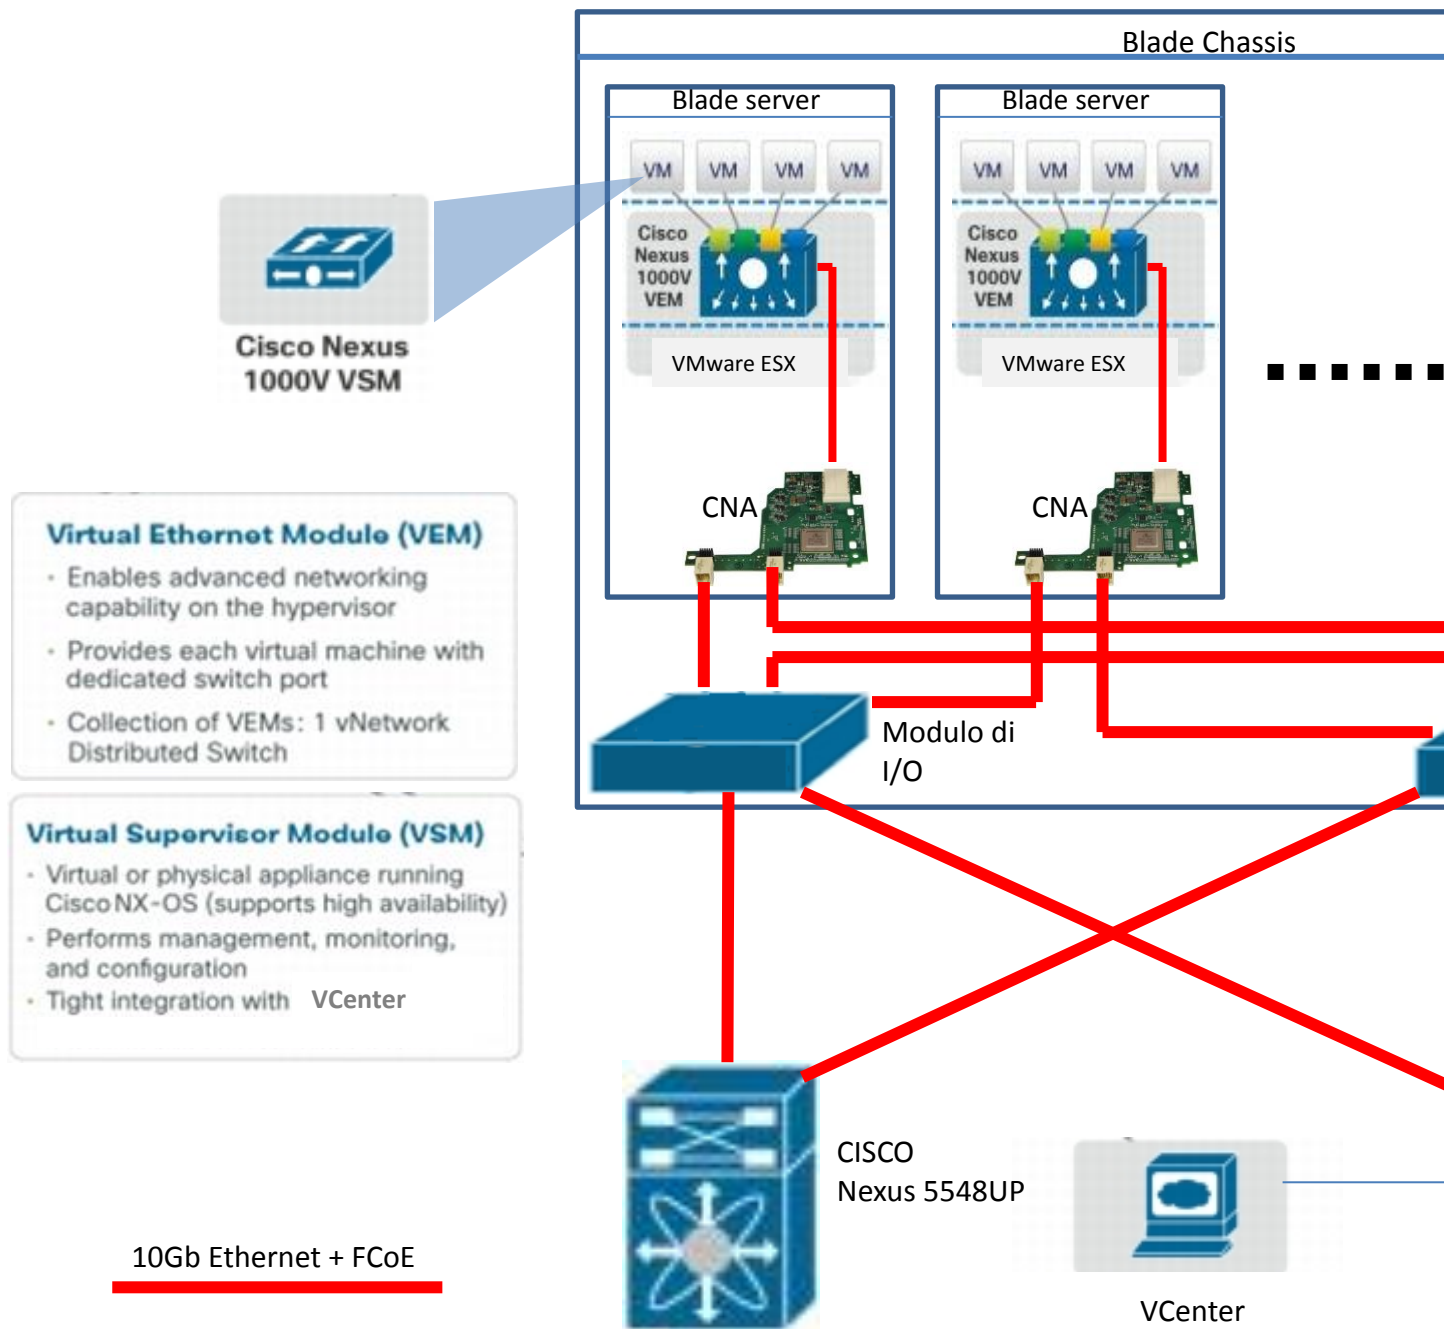 Blade Chassis
Blade server
Blade server
VM VM VM VM
VM VM VM VM
Cisco
Nexus
1000V
VEM
Cisco
Nexus
1000V
VEM
VMware ESX
VMware ESX
Cisco Nexus
1000V VSM
CNA
CNA
Virtual Ethernet Module (VEM)
· Enables advanced networking
capability on the hypervisor
· Provides each virtual machine with
dedicated switch port
· Collection of VEMs: 1 vNetwork
Distributed Switch
Modulo di
I/O
Virtual Supervisor Module (VSM)
· Virtual or physical appliance running
Cisco NX-OS (supports high availability)
· Performs management, monitoring,
and configuration
· Tight integration with VCenter
CISCO
Nexus 5548UP
10Gb Ethernet + FCoE
VCenter